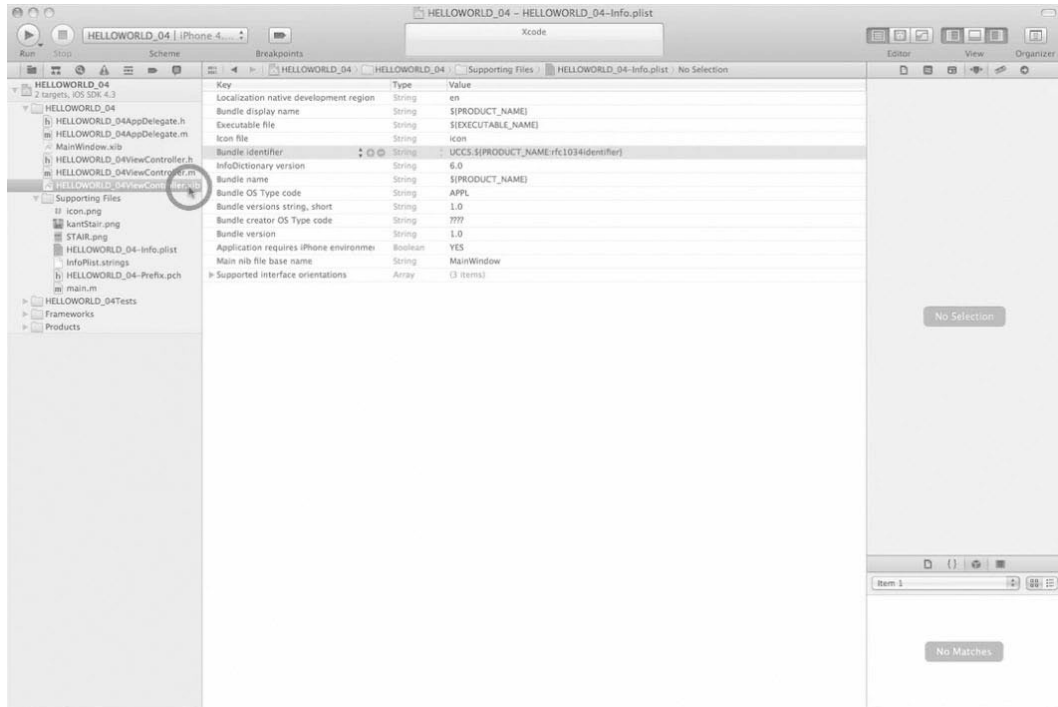 HELLOWORLD_04 – HELLOWORLD_04-Info.plist
HELLOWORLD_04 | iPhone 4....
Xcode
Run Stop Scheme Breakpoints Editor View Organizer
HELLOWORLD_04 HELLOWORLD_04 Supporting Files HELLOWORLD_04-Info.plist No Selection
HELLOWORLD_04
2 targets, iOS SDK 4.3
HELLOWORLD_04
h HELLOWORLD_04AppDelegate.h
m HELLOWORLD_04AppDelegate.m
MainWindow.xib
h HELLOWORLD_04ViewController.h
m HELLOWORLD_04ViewController.m
HELLOWORLD_04ViewController.xib
Supporting Files
icon.png
kantStair.png
STAIR.png
HELLOWORLD_04-Info.plist
InfoPlist.strings
h HELLOWORLD_04-Prefix.pch
m main.m
HELLOWORLD_04Tests
Frameworks
Products
Key Type Value
Localization native development region String en
Bundle display name String ${PRODUCT_NAME}
Executable file String ${EXECUTABLE_NAME}
Icon file String icon
Bundle identifier String UCCS.${PRODUCT_NAME:rfc1034identifier}
InfoDictionary version String 6.0
Bundle name String ${PRODUCT_NAME}
Bundle OS Type code String APPL
Bundle versions string, short String 1.0
Bundle creator OS Type code String ????
Bundle version String 1.0
Application requires iPhone environmer Boolean YES
Main nib file base name String MainWindow
Supported interface orientations Array (3 items)
No Selection
{}
Item 1
No Matches